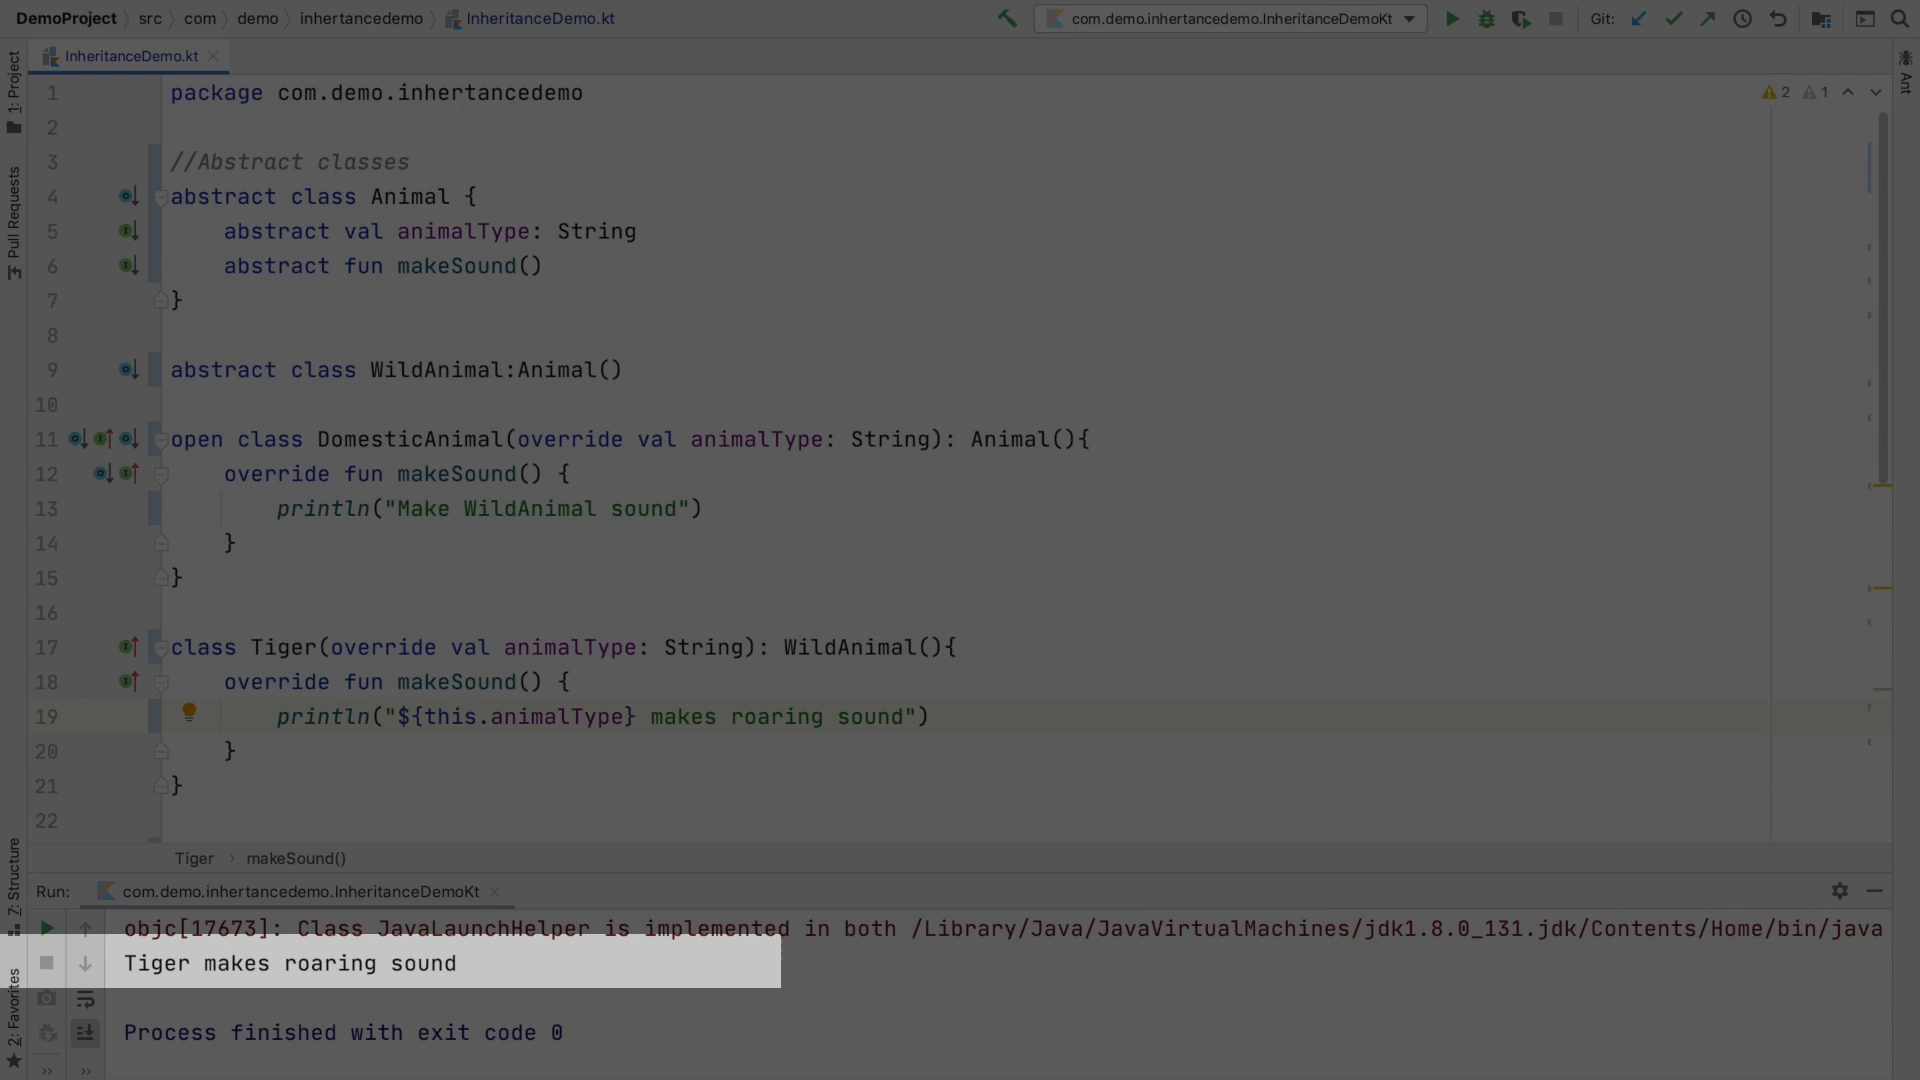 DemoProject src com demo inhertancedemo InheritanceDemo.kt com.demo.inhertancedemo.InheritanceDemoKt Git:
InheritanceDemo.kt
1: Project
Pull Requests
Z: Structure
2: Favorites
Ant
2 1
1 package com.demo.inhertancedemo
2
3 //Abstract classes
4 abstract class Animal {
5 abstract val animalType: String
6 abstract fun makeSound()
7 }
8
9 abstract class WildAnimal:Animal()
10
11 open class DomesticAnimal(override val animalType: String): Animal(){
12 override fun makeSound() {
13 println("Make WildAnimal sound")
14 }
15 }
16
17 class Tiger(override val animalType: String): WildAnimal(){
18 override fun makeSound() {
19 println("${this.animalType} makes roaring sound")
20 }
21 }
22
Tiger makeSound()
Run: com.demo.inhertancedemo.InheritanceDemoKt
objc[17673]: Class JavaLaunchHelper is implemented in both /Library/Java/JavaVirtualMachines/jdk1.8.0_131.jdk/Contents/Home/bin/java
Tiger makes roaring sound
Process finished with exit code 0